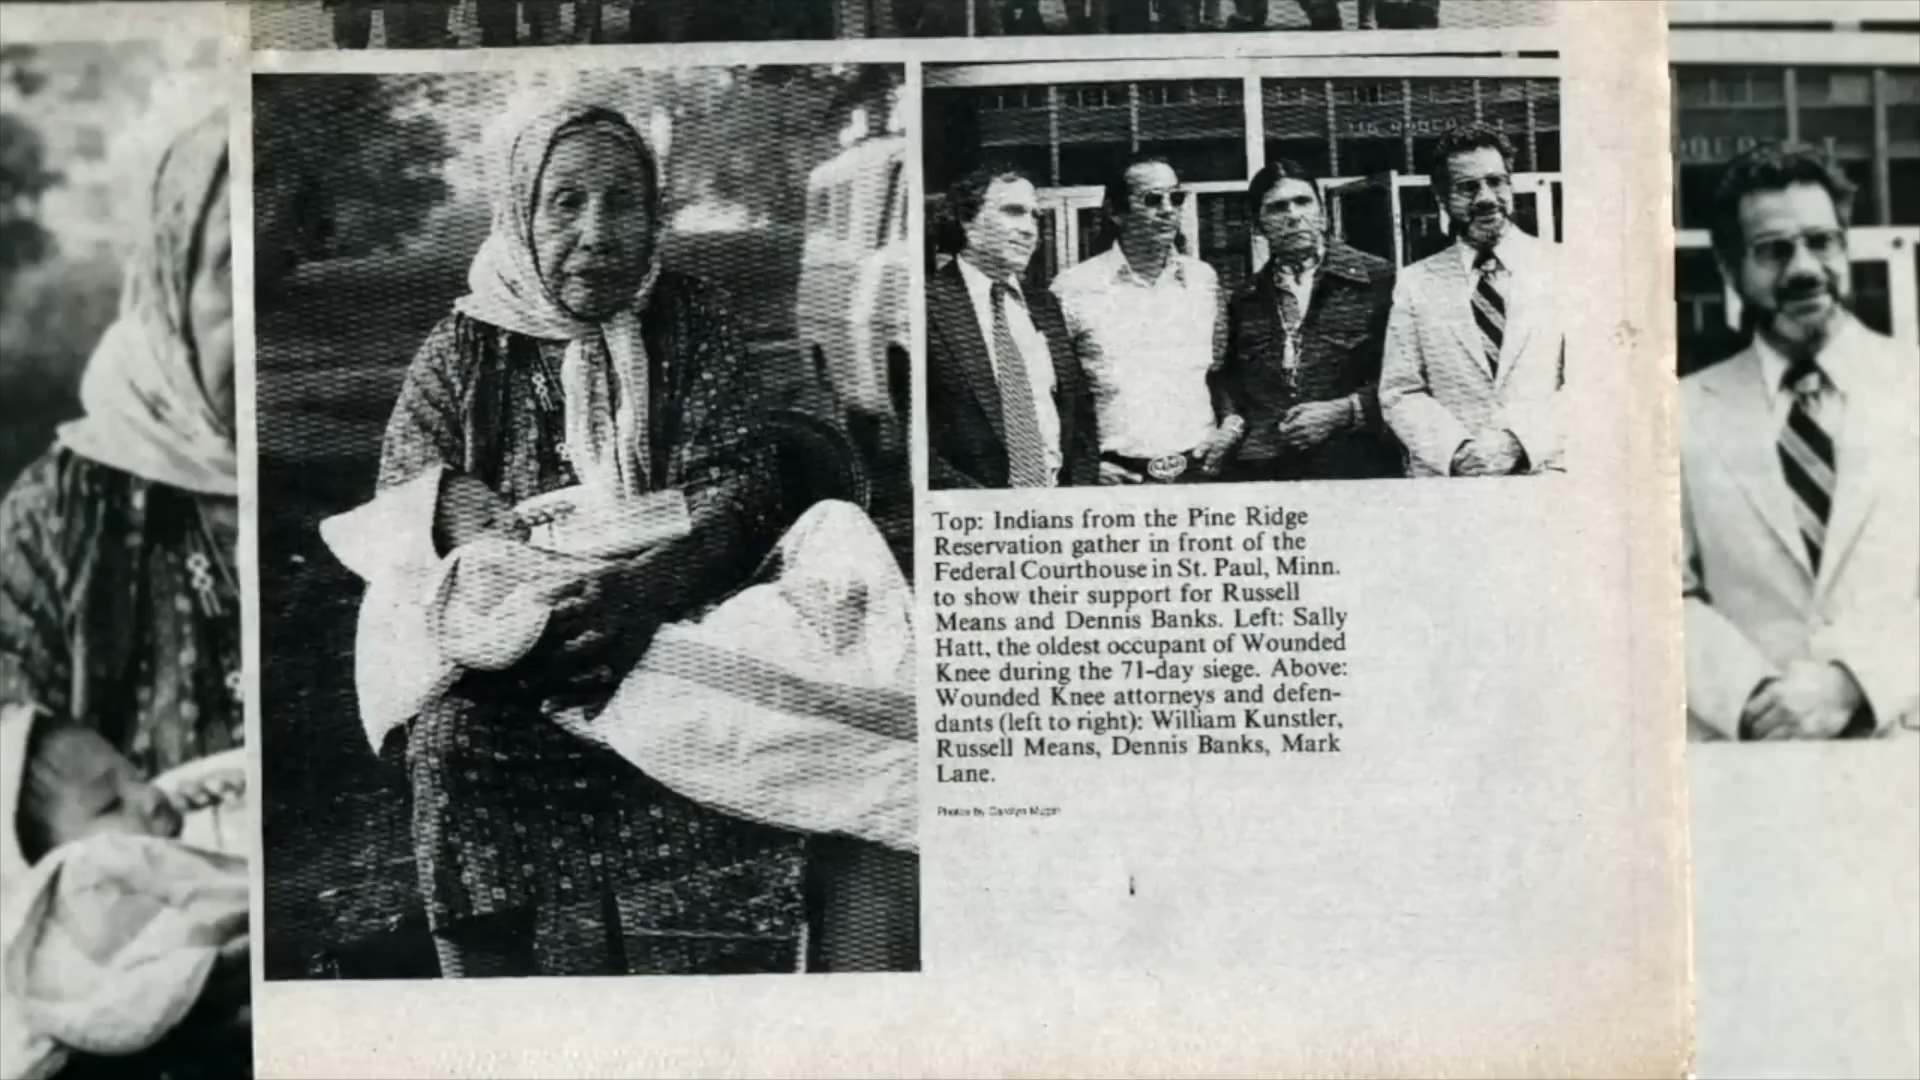 Top: Indians from the Pine Ridge
Reservation gather in front of the
Federal Courthouse in St. Paul, Minn.
to show their support for Russell
Means and Dennis Banks. Left: Sally
Hatt, the oldest occupant of Wounded
Knee during the 71-day siege. Above:
Wounded Knee attorneys and defen-
dants (left to right): William Kunstler,
Russell Means, Dennis Banks, Mark
Lane.
Photos by Carolyn